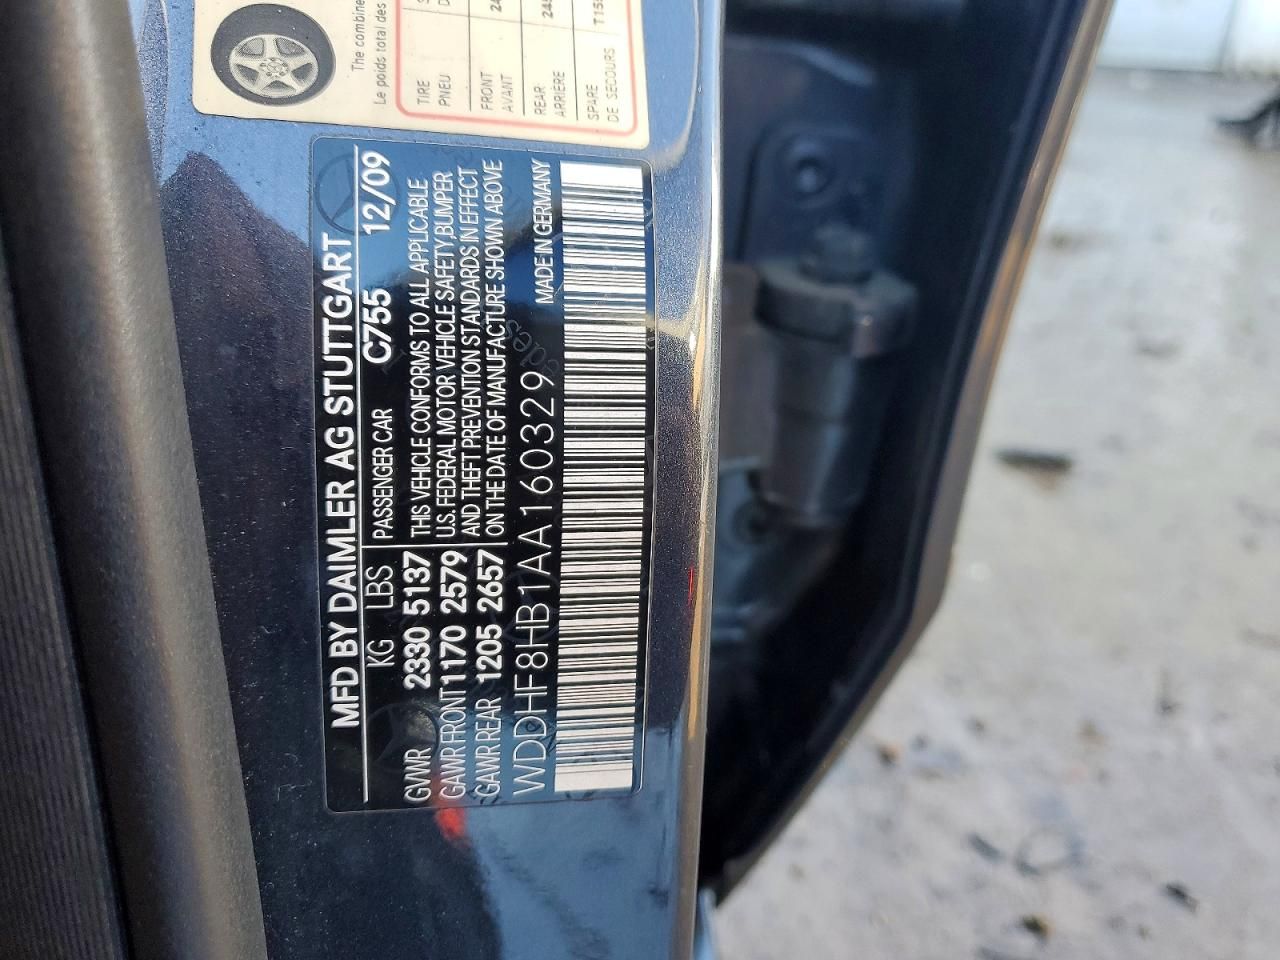 MFD BY DAIMLER AG STUTTGART
KG LBS PASSENGER CAR C755 12/09
GVWR 2330 5137 THIS VEHICLE CONFORMS TO ALL APPLICABLE
GAWR FRONT 1170 2579 U.S. FEDERAL MOTOR VEHICLE SAFETY,BUMPER
GAWR REAR 1205 2657 AND THEFT PREVENTION STANDARDS IN EFFECT
ON THE DATE OF MANUFACTURE SHOWN ABOVE
WDDHF8HB1AA160329 MADE IN GERMANY
The combine
Le poids total des
TIRE
PNEU
FRONT
AVANT
REAR
ARRIÈRE
SPARE
DE SECOURS